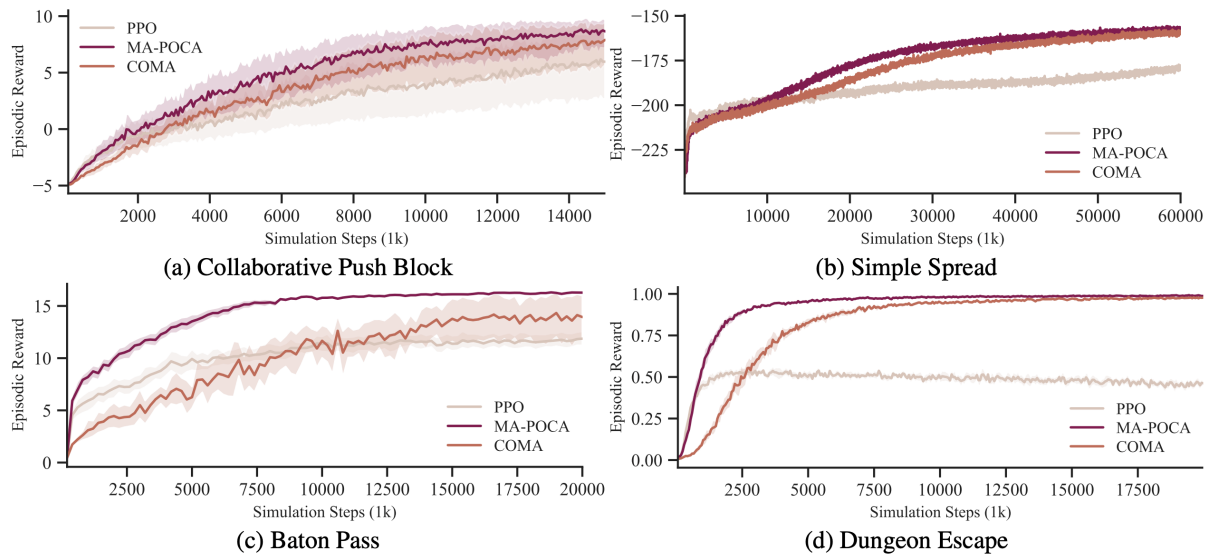 10
5
0
−5
Episodic Reward
PPO
MA-POCA
COMA
2000 4000 6000 8000 10000 12000 14000
Simulation Steps (1k)
(a) Collaborative Push Block
−150
−175
−200
−225
Episodic Reward
PPO
MA-POCA
COMA
10000 20000 30000 40000 50000 60000
Simulation Steps (1k)
(b) Simple Spread
15
10
5
0
Episodic Reward
PPO
MA-POCA
COMA
2500 5000 7500 10000 12500 15000 17500 20000
Simulation Steps (1k)
(c) Baton Pass
1.00
0.75
0.50
0.25
0.00
Episodic Reward
PPO
MA-POCA
COMA
2500 5000 7500 10000 12500 15000 17500
Simulation Steps (1k)
(d) Dungeon Escape